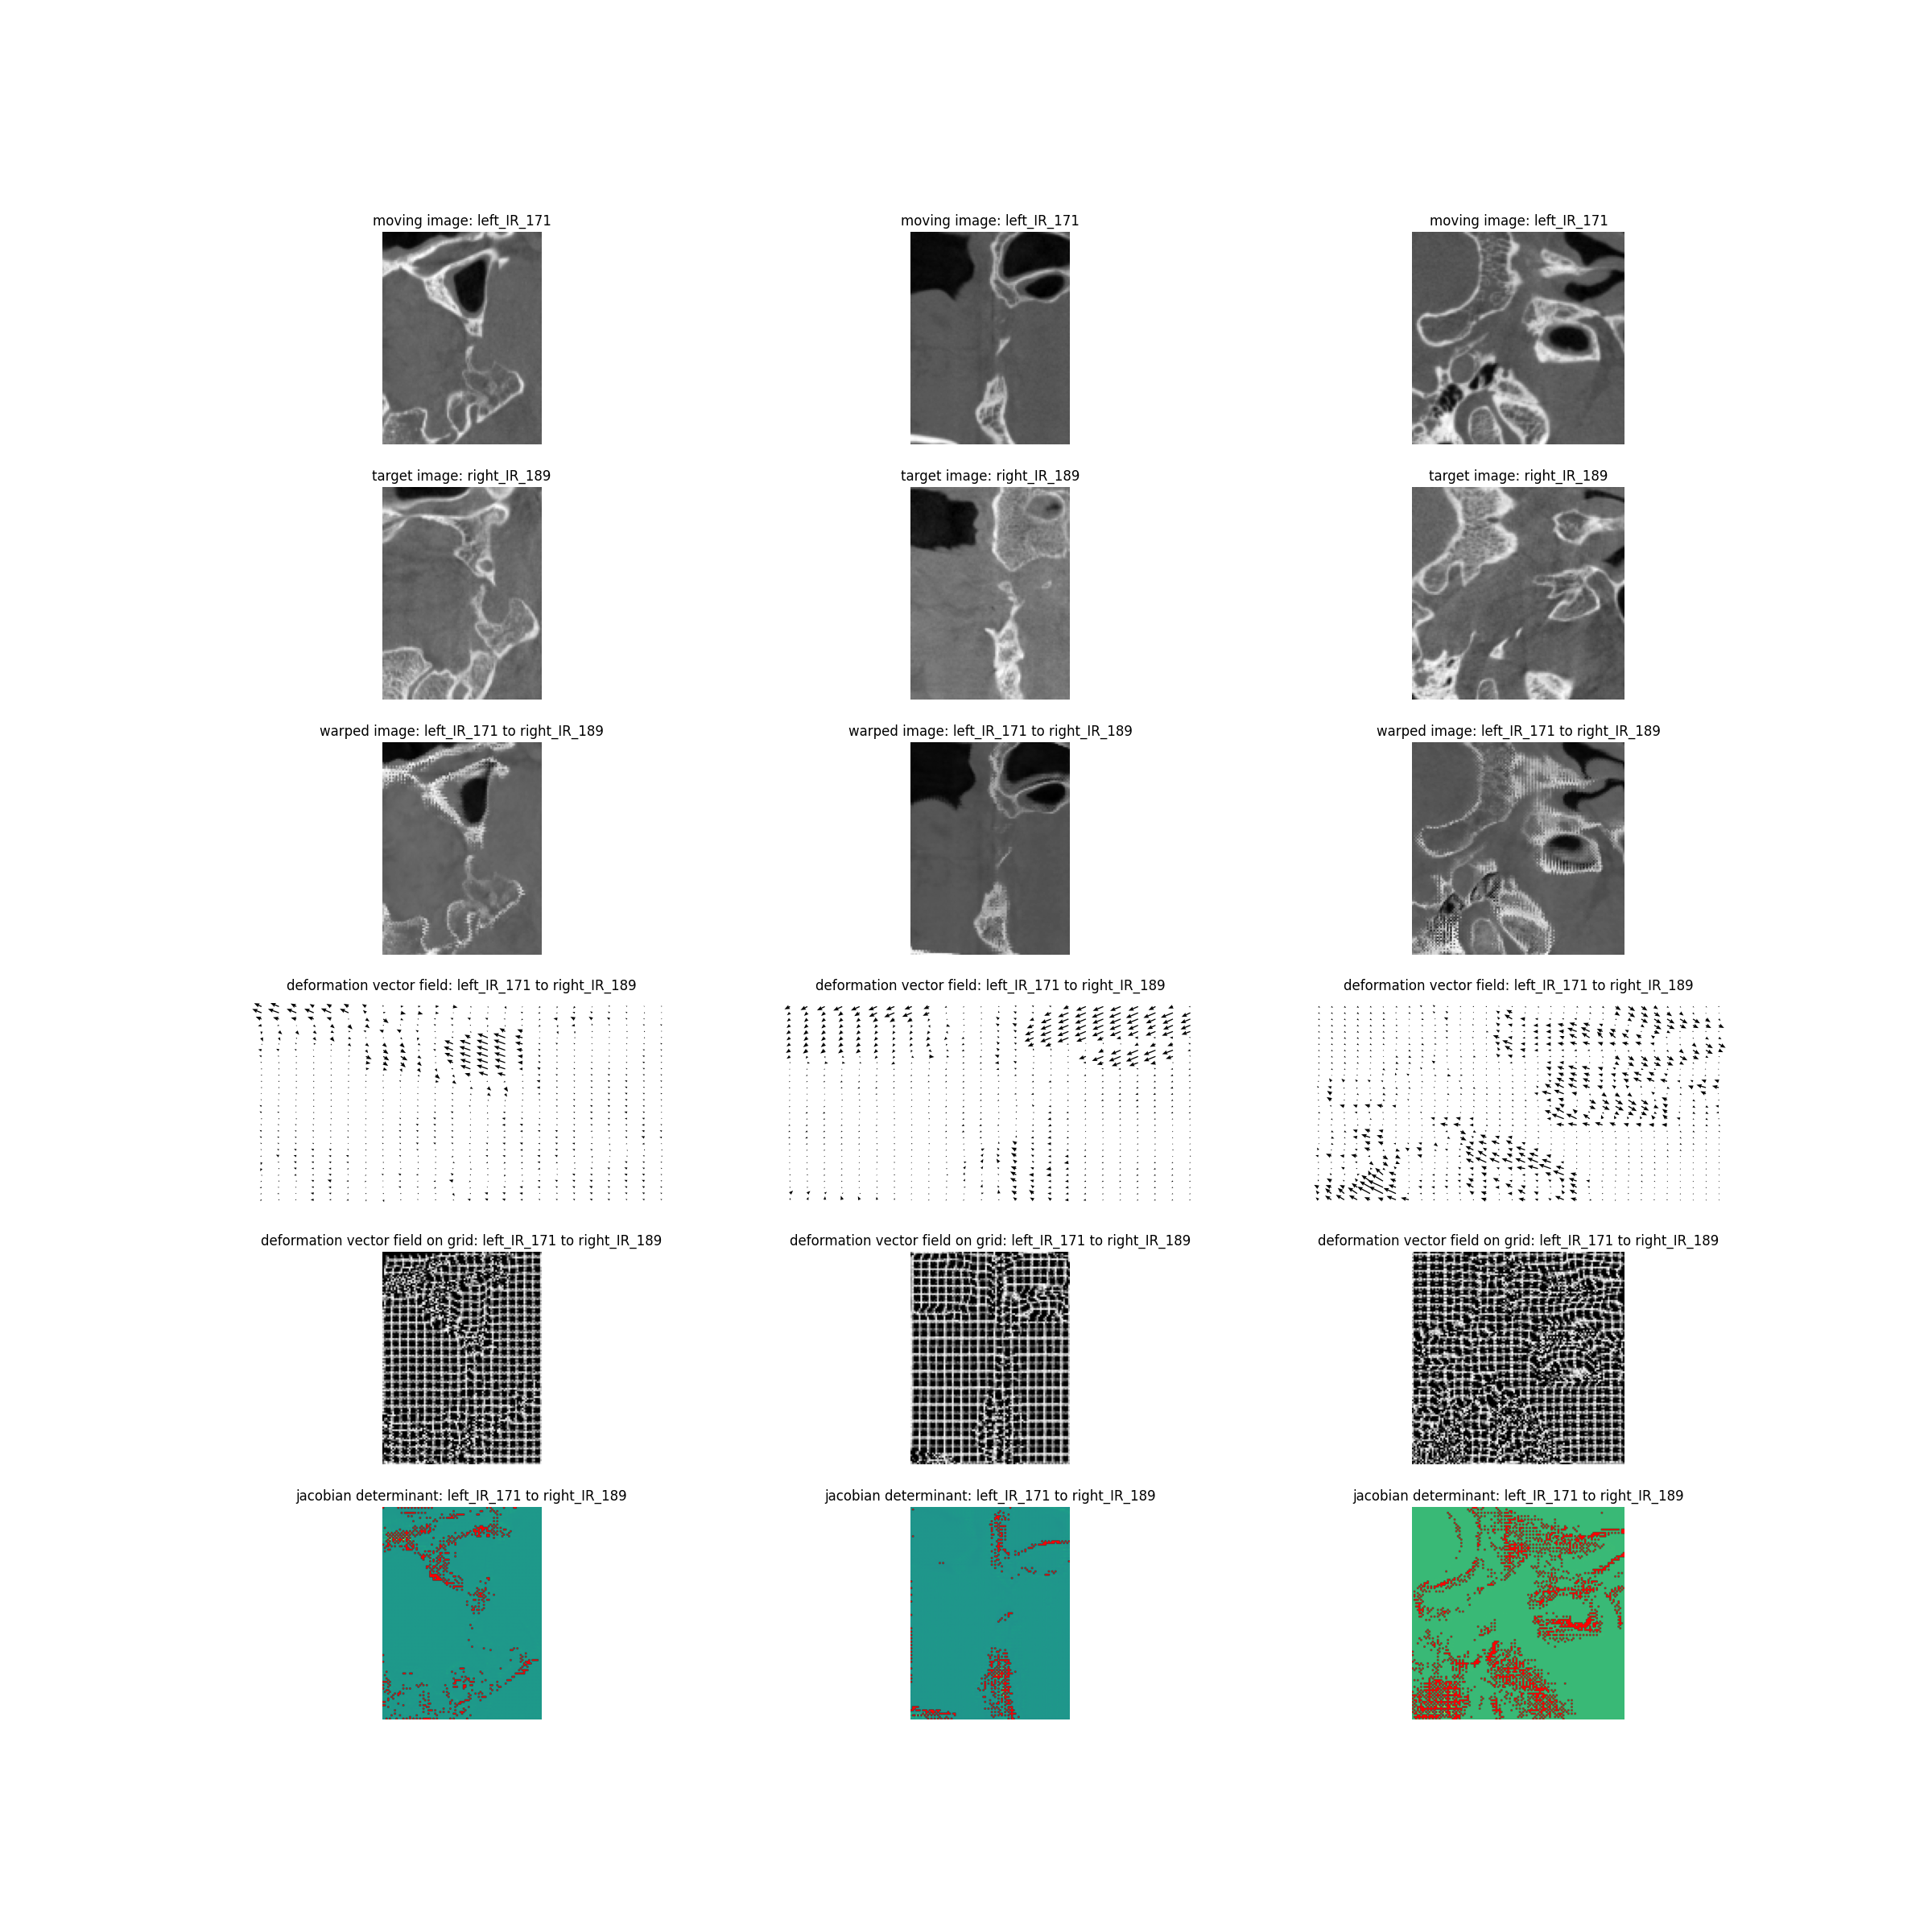 moving image: left_IR_171
moving image: left_IR_171
moving image: left_IR_171
target image: right_IR_189
target image: right_IR_189
target image: right_IR_189
warped image: left_IR_171 to right_IR_189
warped image: left_IR_171 to right_IR_189
warped image: left_IR_171 to right_IR_189
deformation vector field: left_IR_171 to right_IR_189
deformation vector field: left_IR_171 to right_IR_189
deformation vector field: left_IR_171 to right_IR_189
deformation vector field on grid: left_IR_171 to right_IR_189
deformation vector field on grid: left_IR_171 to right_IR_189
deformation vector field on grid: left_IR_171 to right_IR_189
jacobian determinant: left_IR_171 to right_IR_189
jacobian determinant: left_IR_171 to right_IR_189
jacobian determinant: left_IR_171 to right_IR_189